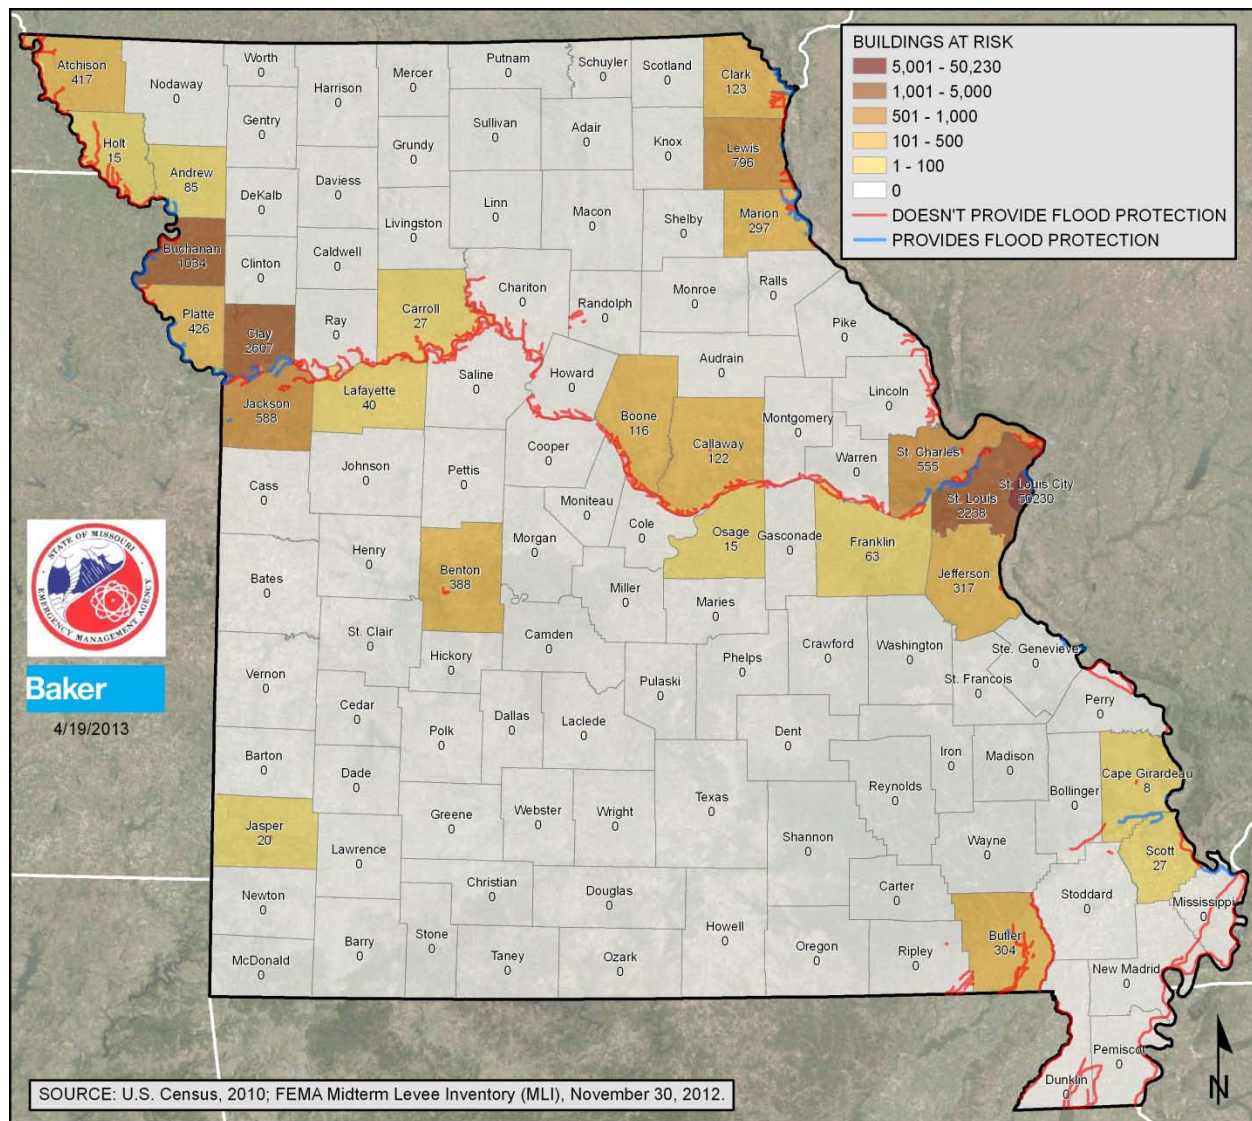 BUILDINGS AT RISK
5,001 - 50,230
1,001 - 5,000
501 - 1,000
101 - 500
1 - 100
0
DOESN'T PROVIDE FLOOD PROTECTION
PROVIDES FLOOD PROTECTION
Atchison
417
Nodaway
0
Worth
0
Harrison
0
Mercer
0
Putnam
0
Schuyler
0
Scotland
0
Clark
123
Gentry
0
Sullivan
0
Adair
0
Knox
0
Lewis
796
Holt
15
Andrew
85
DeKalb
0
Daviess
0
Grundy
0
Livingston
0
Linn
0
Macon
0
Shelby
0
Marion
297
Buchanan
1034
Clinton
0
Caldwell
0
Chariton
0
Randolph
0
Monroe
0
Ralls
0
Pike
0
Platte
426
Clay
2607
Ray
0
Carroll
27
Saline
0
Howard
0
Audrain
0
Lincoln
0
Jackson
588
Lafayette
40
Boone
116
Callaway
122
Montgomery
0
Warren
0
St. Charles
555
St. Louis
2238
St. Louis City
50230
Cass
0
Johnson
0
Pettis
0
Cooper
0
Moniteau
0
Cole
0
Osage
15
Gasconade
0
Franklin
63
Jefferson
317
Bates
0
Henry
0
Benton
388
Morgan
0
Miller
0
Maries
0
Vernon
0
St. Clair
0
Hickory
0
Camden
0
Pulaski
0
Phelps
0
Crawford
0
Washington
0
St. Francois
0
Ste. Genevieve
0
Perry
0
Cedar
0
Polk
0
Dallas
0
Laclede
0
Dent
0
Iron
0
Madison
0
Bollinger
0
Cape Girardeau
8
Barton
0
Dade
0
Greene
0
Webster
0
Wright
0
Texas
0
Reynolds
0
Shannon
0
Wayne
0
Scott
27
Jasper
20
Lawrence
0
Christian
0
Douglas
0
Carter
0
Stoddard
0
Mississippi
0
Newton
0
Barry
0
Stone
0
Taney
0
Ozark
0
Howell
0
Oregon
0
Ripley
0
Butler
304
New Madrid
0
McDonald
0
Pemiscot
0
Dunklin
0
STATE OF MISSOURI
EMERGENCY MANAGEMENT AGENCY
Baker
4/19/2013
N
SOURCE: U.S. Census, 2010; FEMA Midterm Levee Inventory (MLI), November 30, 2012.